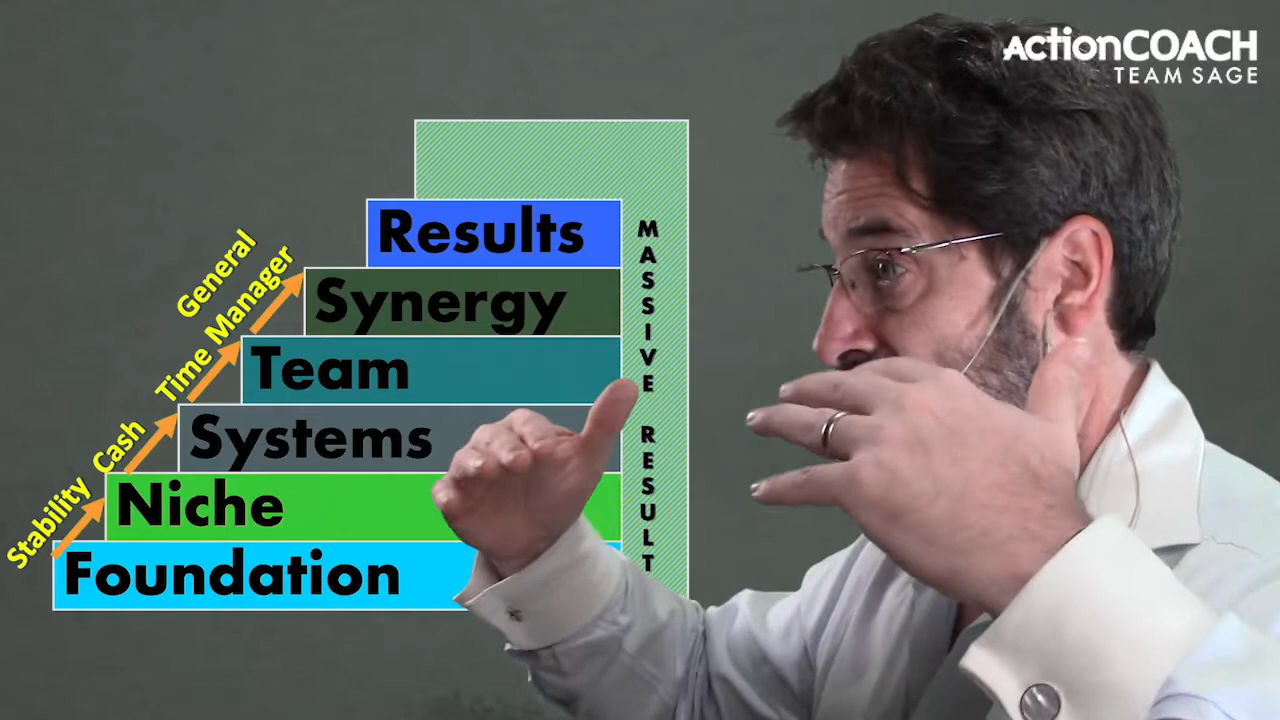 ActionCOACH
TEAM SAGE
Results
Synergy
Team
Systems
Niche
Foundation
Stability
Cash
Time
General
Manager
MASSIVE RESULT